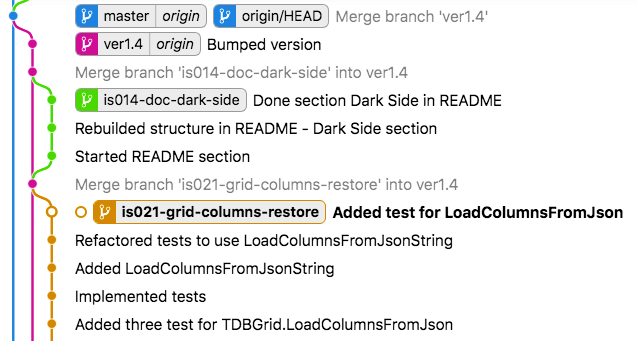 master origin origin/HEAD Merge branch 'ver1.4'
ver1.4 origin Bumped version
Merge branch 'is014-doc-dark-side' into ver1.4
is014-doc-dark-side Done section Dark Side in README
Rebuilded structure in README - Dark Side section
Started README section
Merge branch 'is021-grid-columns-restore' into ver1.4
is021-grid-columns-restore Added test for LoadColumnsFromJson
Refactored tests to use LoadColumnsFromJsonString
Added LoadColumnsFromJsonString
Implemented tests
Added three test for TDBGrid.LoadColumnsFromJson